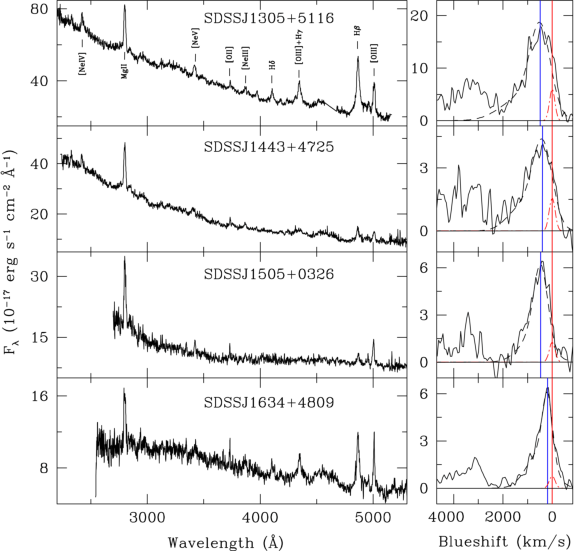 SDSSJ1305+5116
[NeIV]
MgII
[NeV]
[OII]
[NeIII]
Hδ
[OIII]+Hγ
Hβ
[OIII]
80
40
20
10
5
0
SDSSJ1443+4725
40
20
3
0
SDSSJ1505+0326
30
15
6
3
0
SDSSJ1634+4809
16
8
6
3
0
3000
4000
5000
4000
2000
0
F_λ (10⁻¹⁷ erg s⁻¹ cm⁻² Å⁻¹)
Wavelength (Å)
Blueshift (km/s)